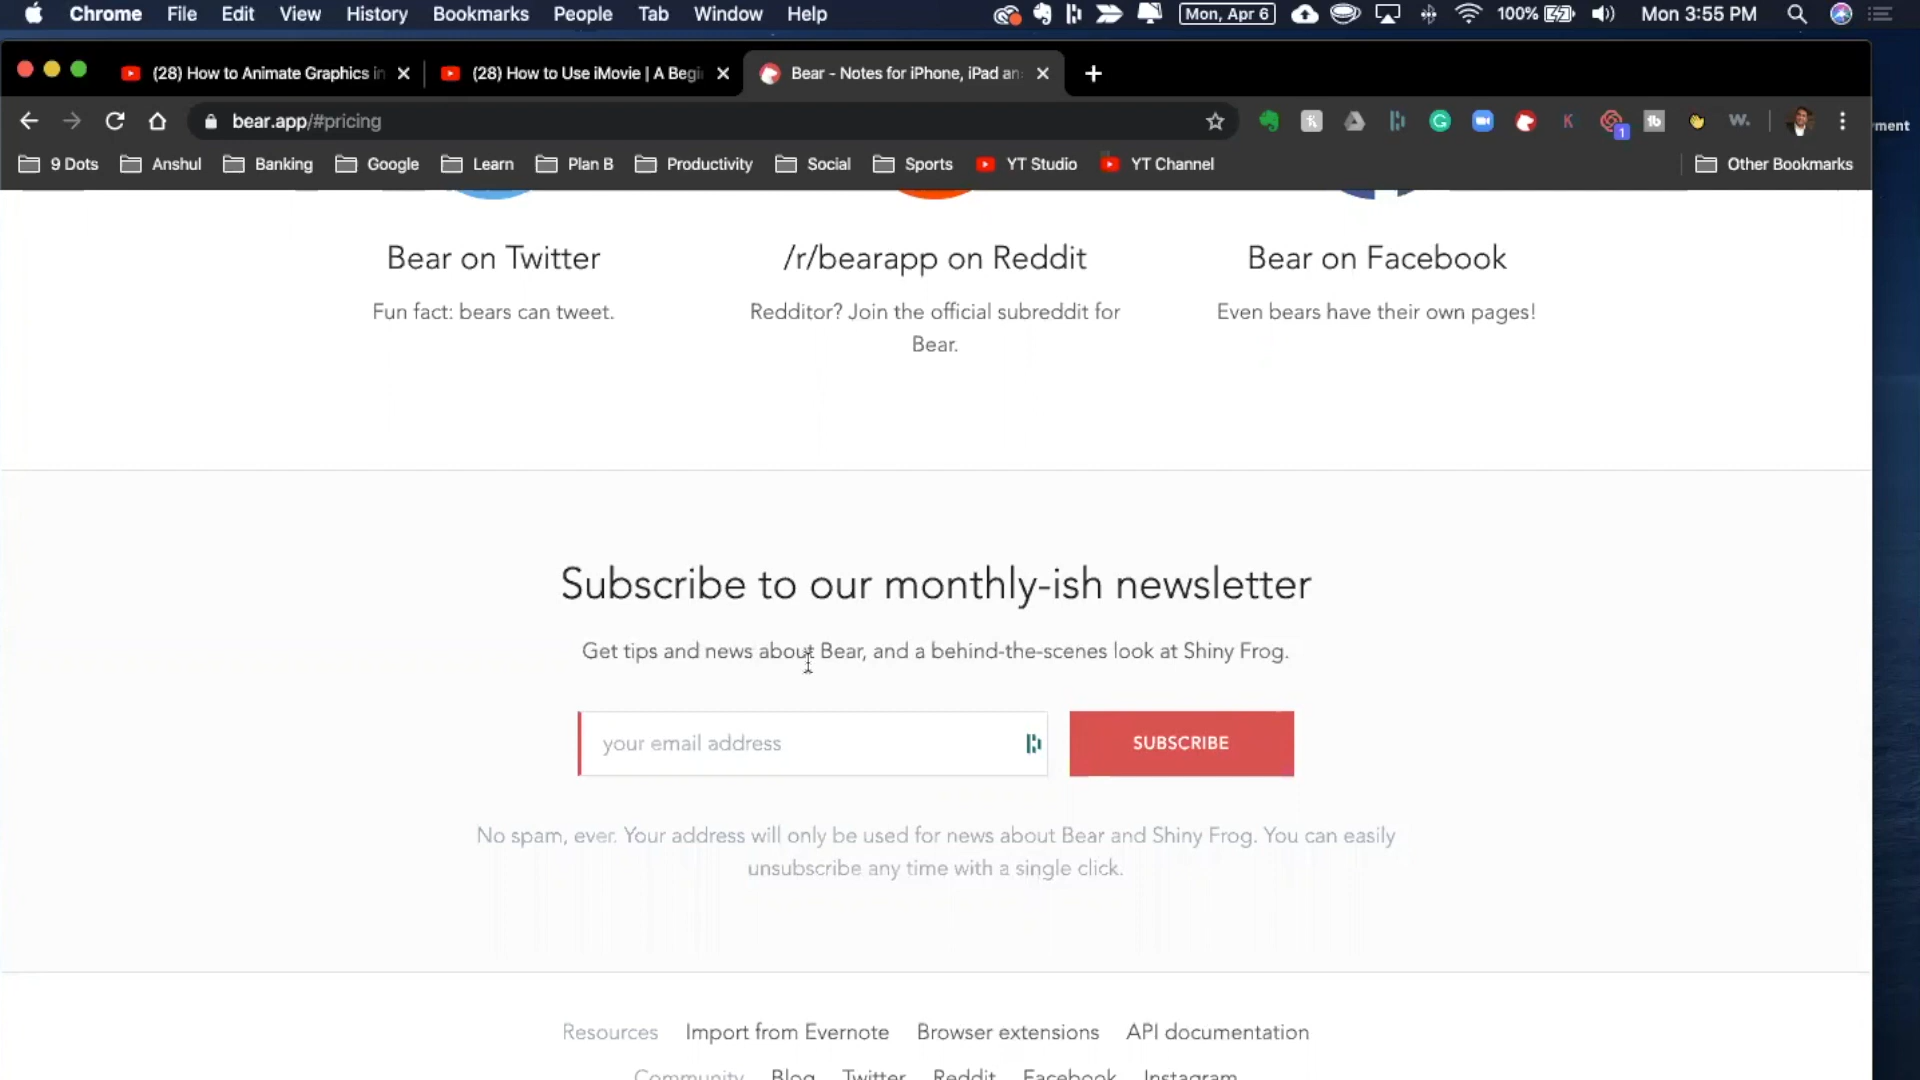 Chrome File Edit View History Bookmarks People Tab Window Help Mon, Apr 6 100% Mon 3:55 PM
(28) How to Animate Graphics in (28) How to Use iMovie | A Begi Bear - Notes for iPhone, iPad an
bear.app/#pricing
ment
9 Dots Anshul Banking Google Learn Plan B Productivity Social Sports YT Studio YT Channel Other Bookmarks
Bear on Twitter /r/bearapp on Reddit Bear on Facebook
Fun fact: bears can tweet. Redditor? Join the official subreddit for Even bears have their own pages!
Bear.
Subscribe to our monthly-ish newsletter
Get tips and news about Bear, and a behind-the-scenes look at Shiny Frog.
your email address SUBSCRIBE
No spam, ever. Your address will only be used for news about Bear and Shiny Frog. You can easily
unsubscribe any time with a single click.
Resources Import from Evernote Browser extensions API documentation
Community Blog Twitter Reddit Facebook Instagram